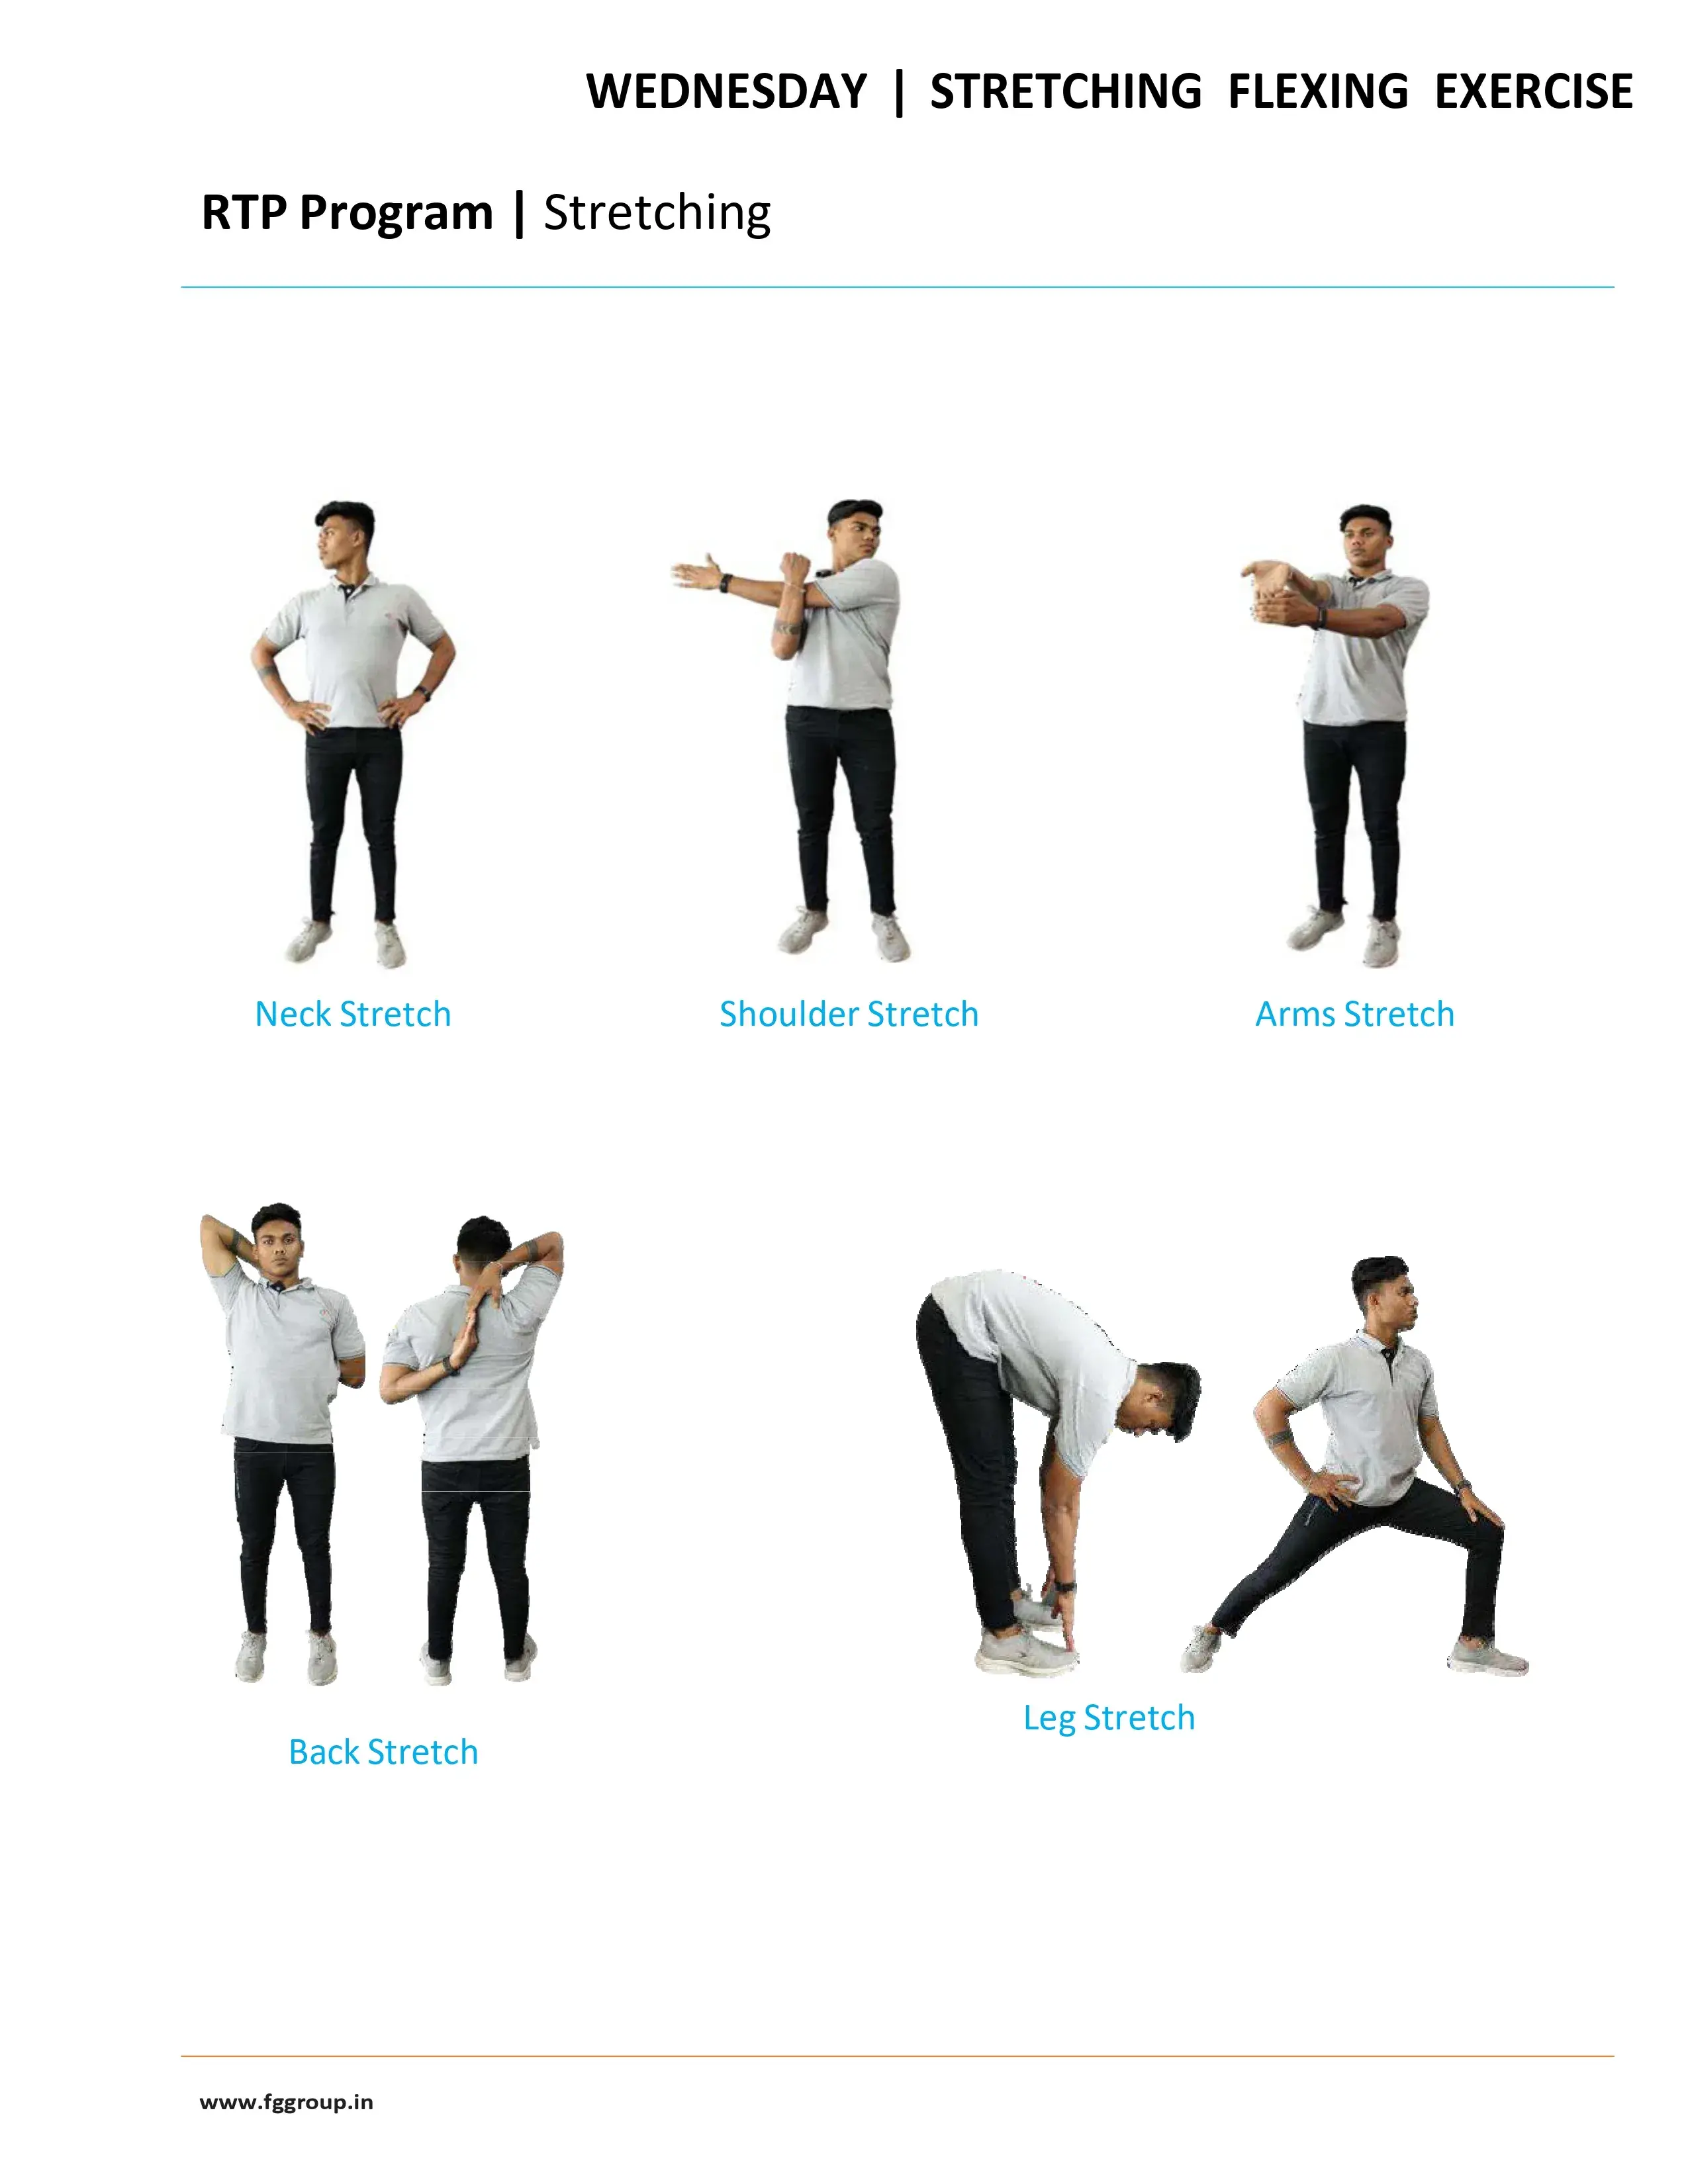 WEDNESDAY | STRETCHING FLEXING EXERCISE
RTP Program | Stretching
Neck Stretch
Shoulder Stretch
Arms Stretch
Back Stretch
Leg Stretch
www.fggroup.in